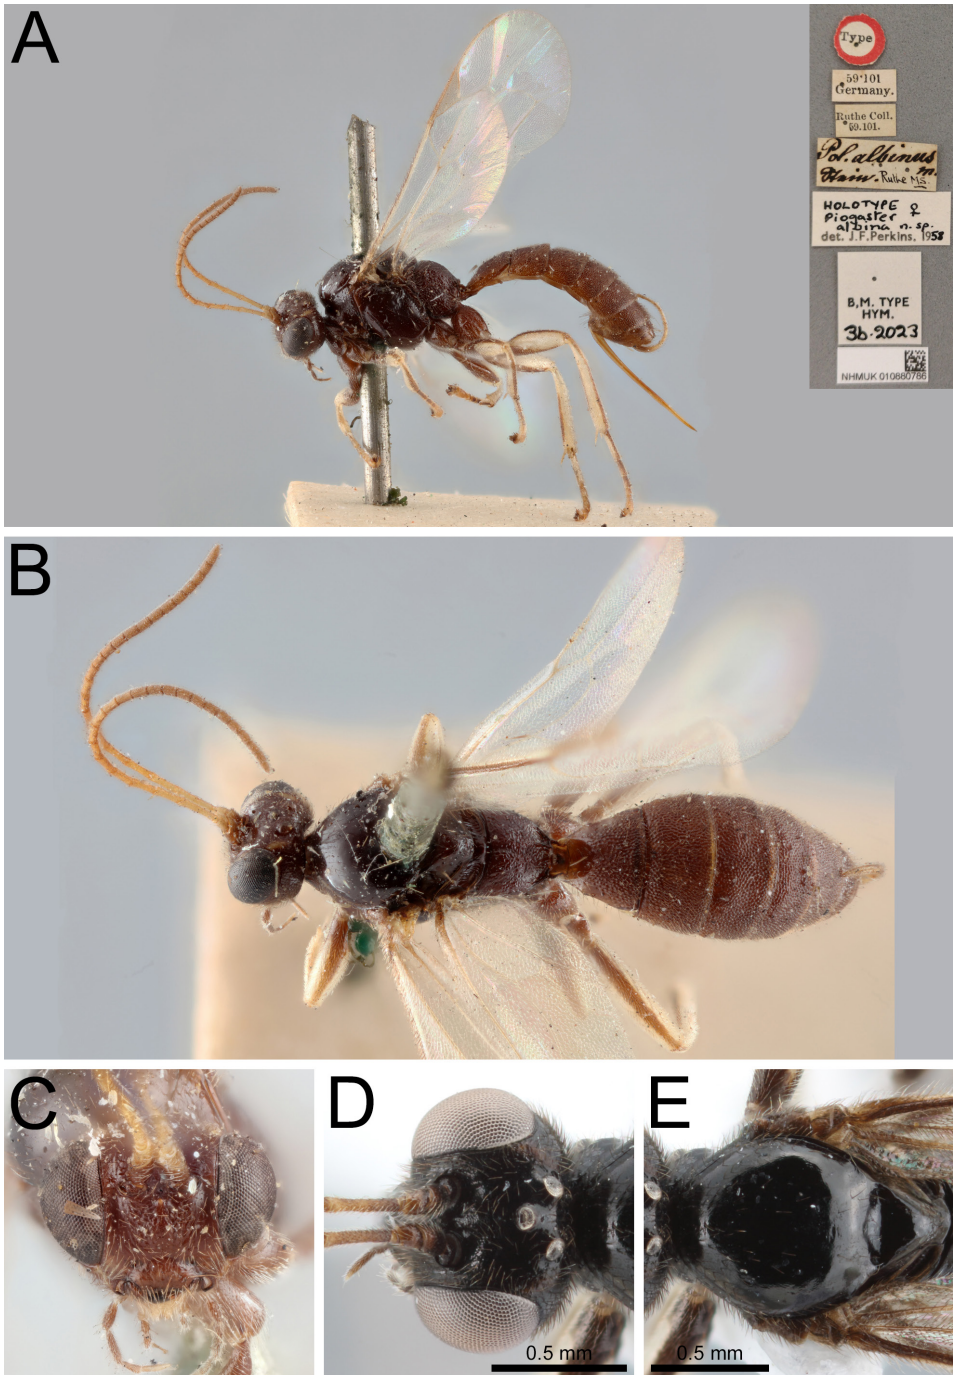 A
Type
59·101
Germany.
Ruthe Coll.
59.101.
Pol. albinus
m.
Stein. Ruthe MS.
HOLOTYPE ♀
Piogaster
albina n. sp.
det. J.F.Perkins. 1958
B.M. TYPE
HYM.
3b·2023
NHMUK 010880786
B
C
D
0.5 mm
E
0.5 mm